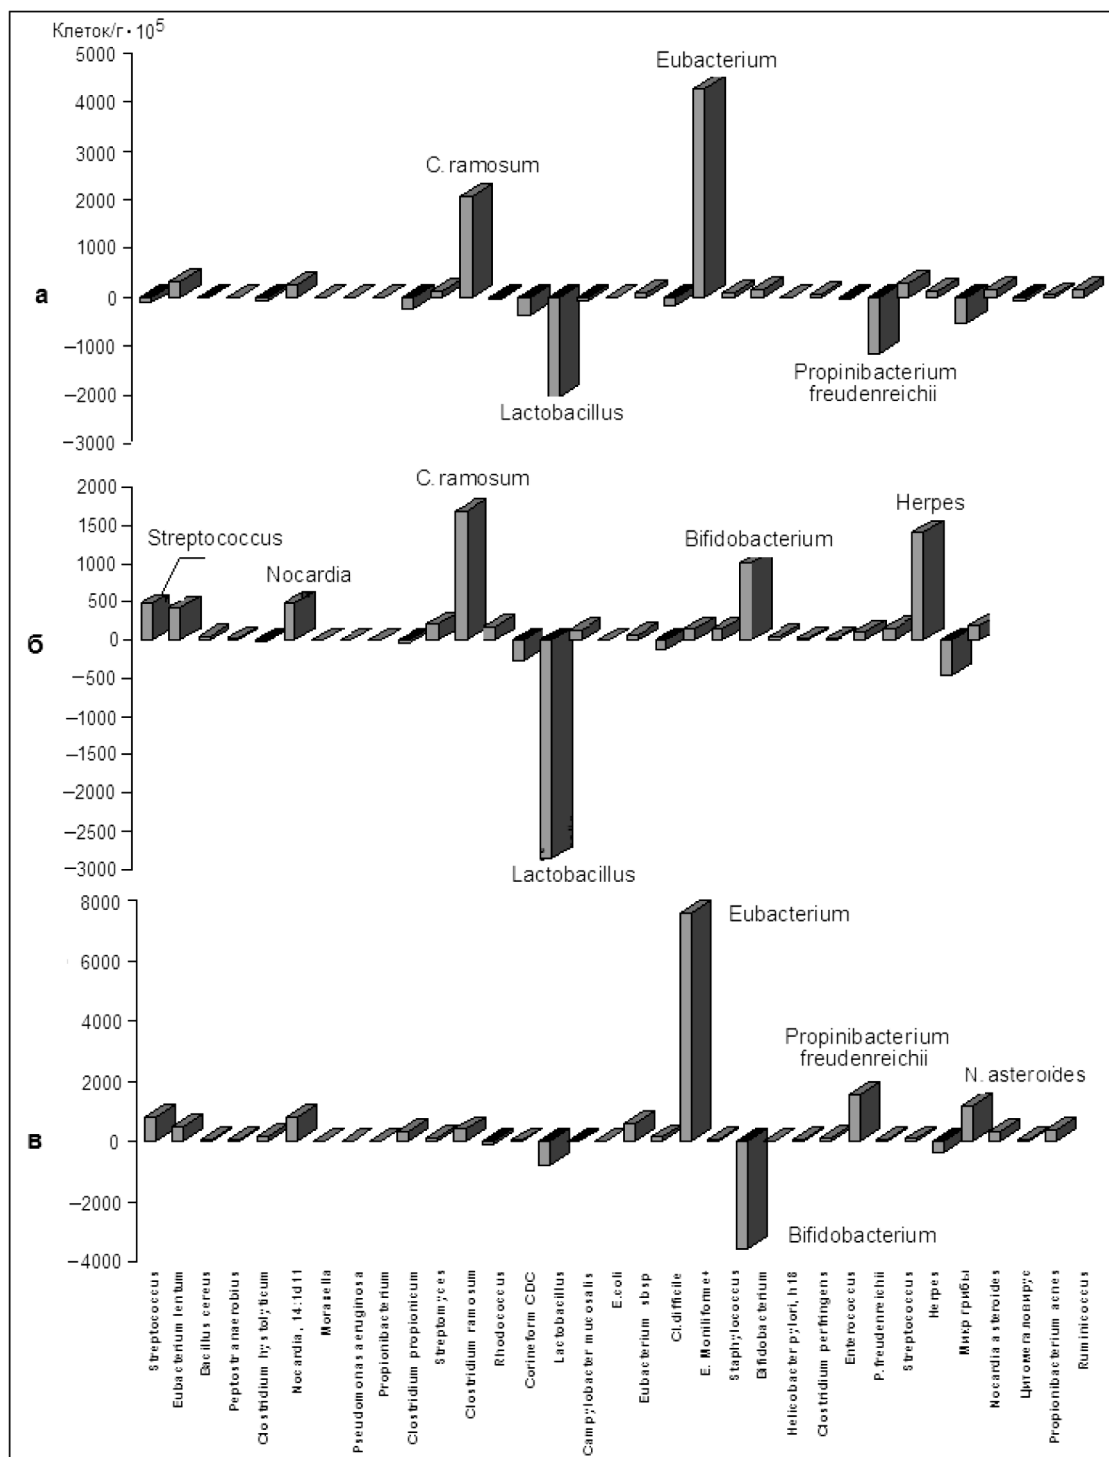 Клеток/г · 10⁵
5000
Eubacterium
4000
3000
C. ramosum
2000
1000
а
0
−1000
Propinibacterium
freudenreichii
−2000
Lactobacillus
−3000
C. ramosum
2000
Herpes
1500
Streptococcus
Bifidobacterium
1000
Nocardia
500
0
б
−500
−1000
−1500
−2000
−2500
−3000
Lactobacillus
8000
Eubacterium
6000
4000
Propinibacterium
freudenreichii
N. asteroides
2000
в
0
−2000
Bifidobacterium
−4000
Streptococcus
Eubacterium lentum
Bacillus cereus
Peptostr anaerobius
Clostridium hystolyticum
Nocardia, 14:1d11
Moraxella
Pseudomonas aeruginosa
Propionibacterium
Clostridium propionicum
Streptomyces
Clostridium ramosum
Rhodococcus
Corineform CDC
Lactobacillus
Campylobacter mucosalis
E.coli
Eubacterium sbsp
Cl.difficile
E. Moniliforme+
Staphylococcus
Bifidobacterium
Helicobacter pylori, h18
Clostridium perfringens
Enterococcus
P.freudenreichii
Streptococcus
Herpes
Микр грибы
Nocardia asteroides
Цитомегаловирус
Propionibacterium acnes
Ruminicoccus